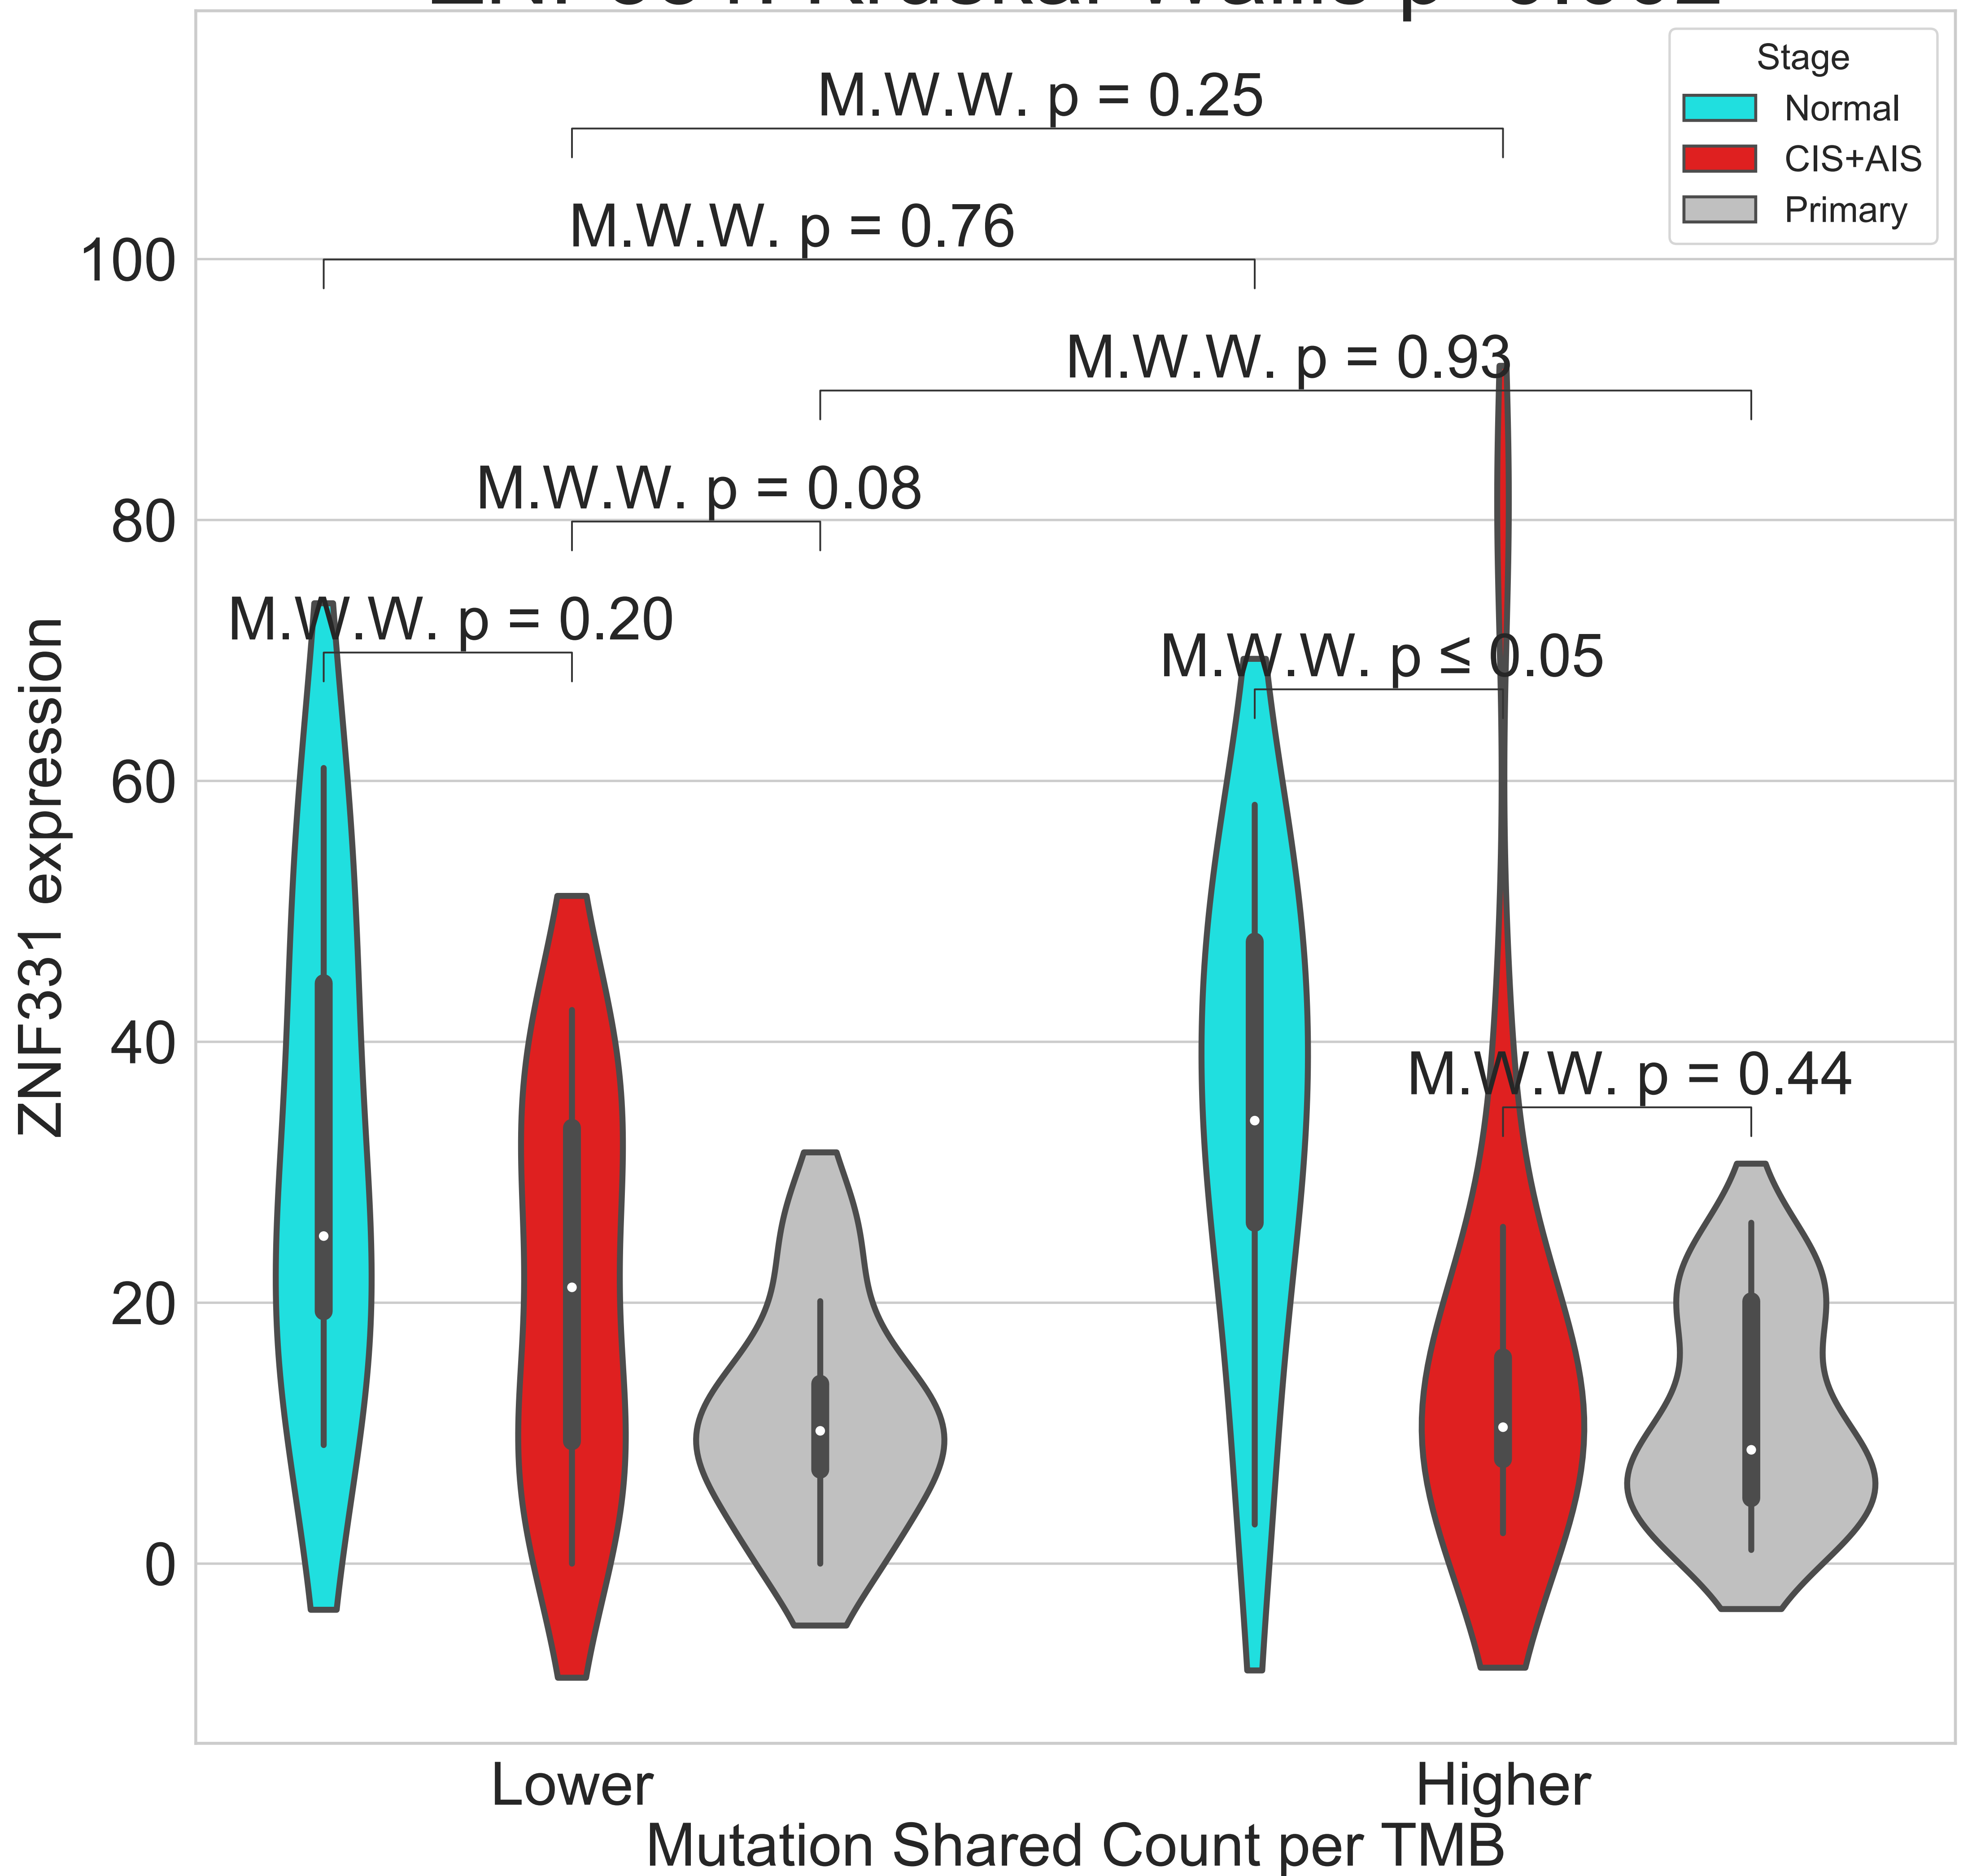 Stage
Normal
CIS+AIS
Primary
M.W.W. p = 0.25
M.W.W. p = 0.76
M.W.W. p = 0.93
M.W.W. p = 0.08
M.W.W. p = 0.20
M.W.W. p ≤ 0.05
M.W.W. p = 0.44
100
80
60
40
20
0
ZNF331 expression
Lower
Higher
Mutation Shared Count per TMB